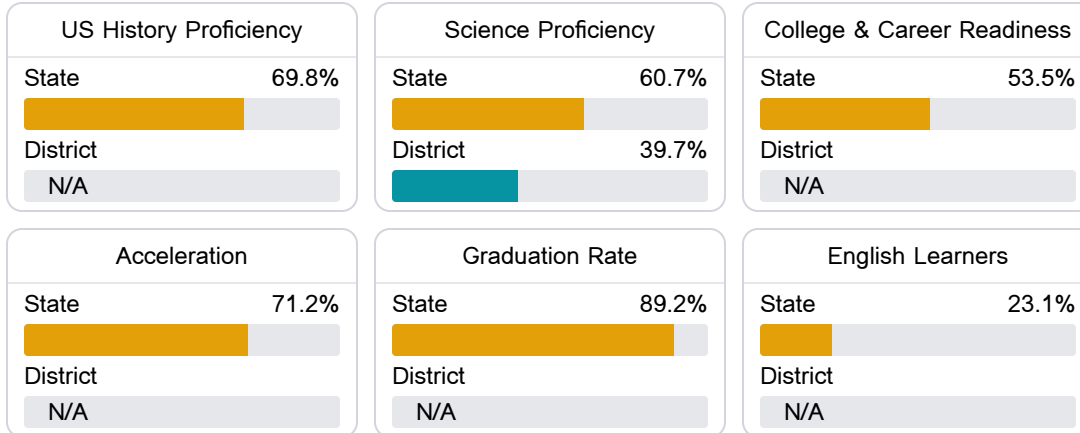 US History Proficiency
State 69.8%
District
N/A
Science Proficiency
State 60.7%
District 39.7%
College & Career Readiness
State 53.5%
District
N/A
Acceleration
State 71.2%
District
N/A
Graduation Rate
State 89.2%
District
N/A
English Learners
State 23.1%
District
N/A